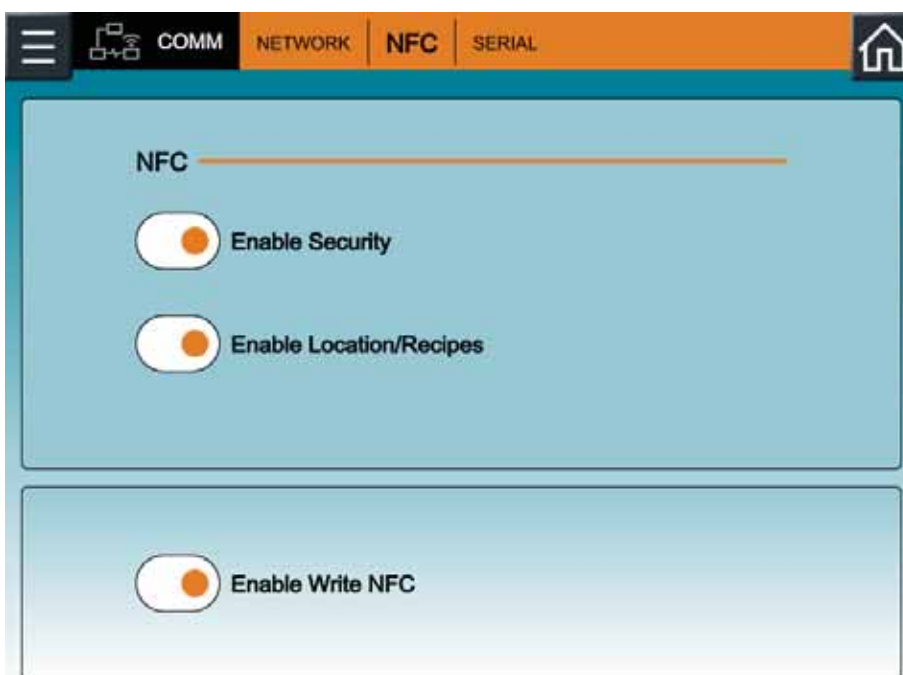 COMM NETWORK NFC SERIAL
NFC
Enable Security
Enable Location/Recipes
Enable Write NFC